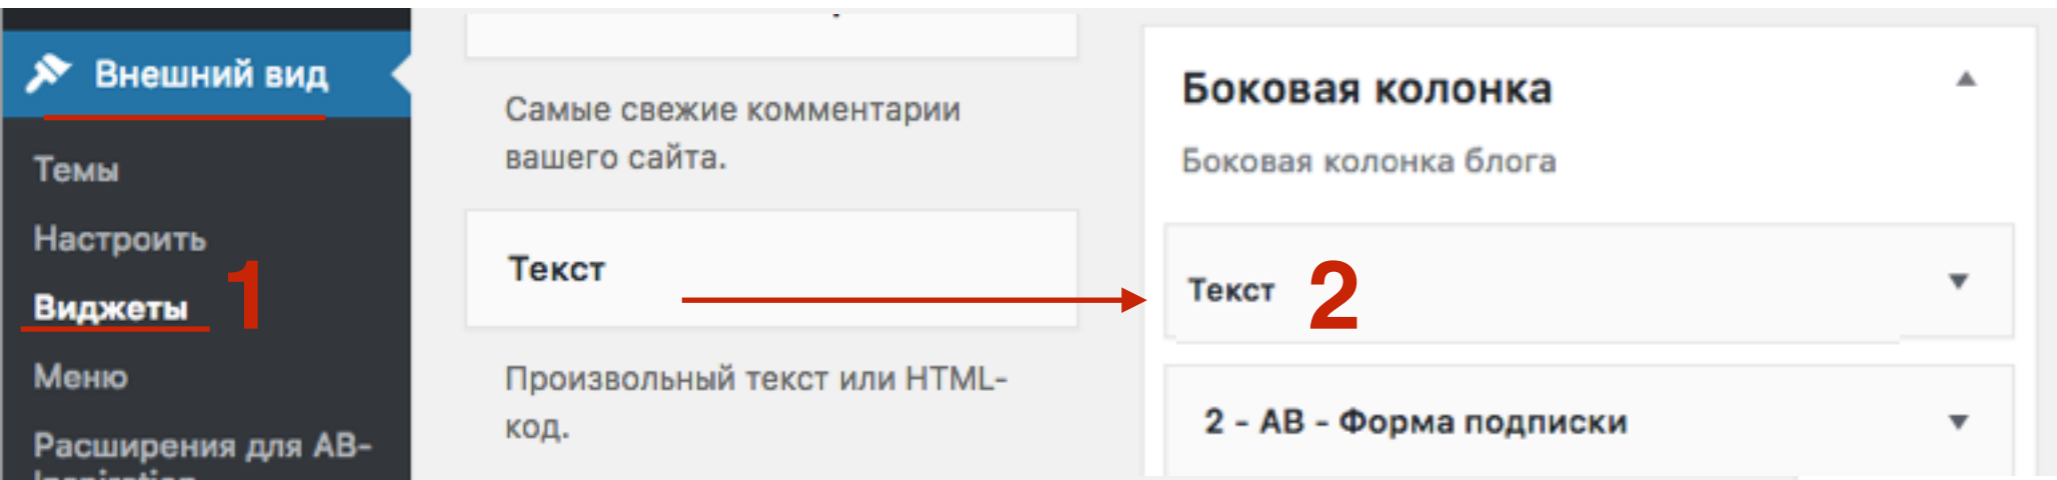 Внешний вид
Темы
Настроить
Виджеты
1
Меню
Расширения для AB-
Inspiration
Самые свежие комментарии
вашего сайта.
Текст
Произвольный текст или HTML-
код.
Боковая колонка
Боковая колонка блога
Текст
2
2 - AB - Форма подписки